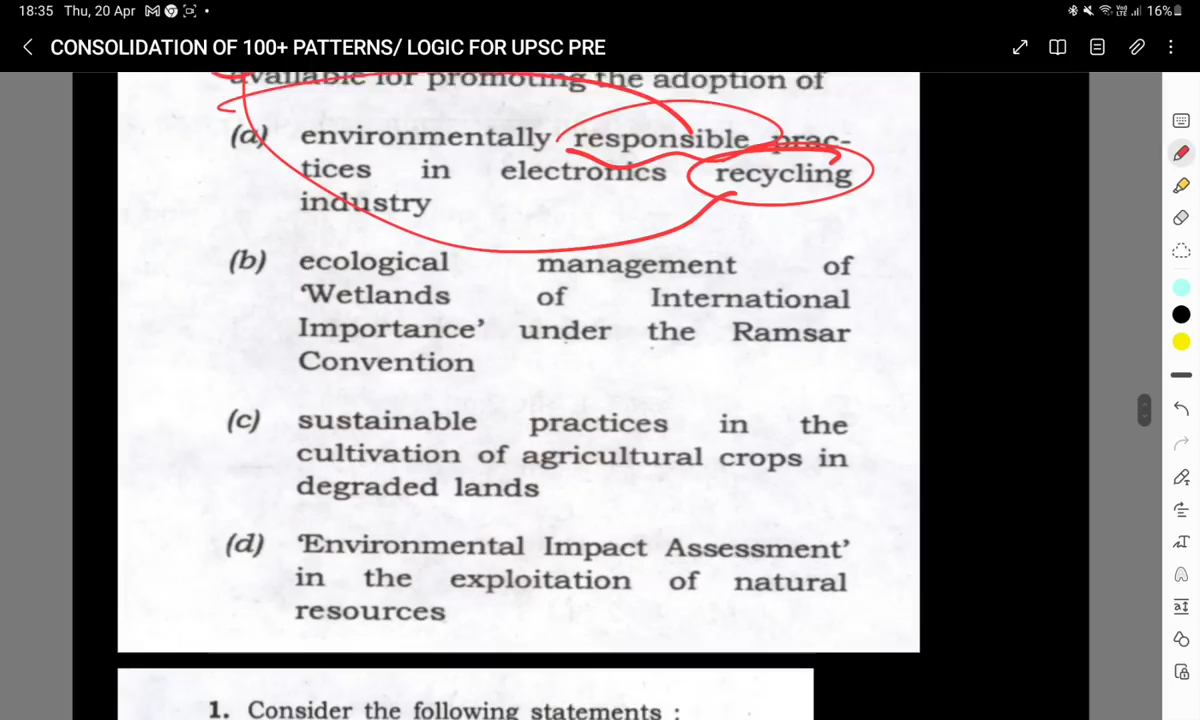 18:35 Thu, 20 Apr
16%
CONSOLIDATION OF 100+ PATTERNS/ LOGIC FOR UPSC PRE
available for promoting the adoption of
(a) environmentally responsible prac-
tices in electronics recycling
industry
(b) ecological management of
'Wetlands of International
Importance' under the Ramsar
Convention
(c) sustainable practices in the
cultivation of agricultural crops in
degraded lands
(d) 'Environmental Impact Assessment'
in the exploitation of natural
resources
1. Consider the following statements :